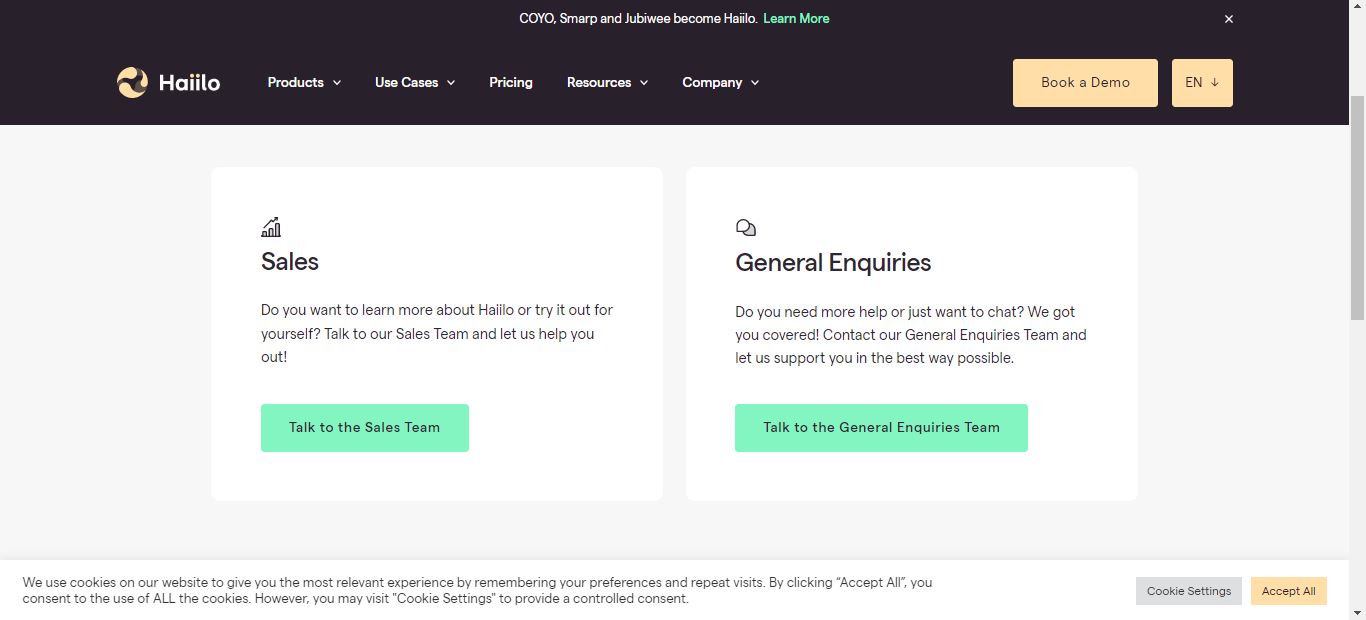 COYO, Smarp and Jubiwee become Haiilo. Learn More
Haiilo
Products
Use Cases
Pricing
Resources
Company
Book a Demo
EN
Sales
Do you want to learn more about Haiilo or try it out for
yourself? Talk to our Sales Team and let us help you
out!
Talk to the Sales Team
General Enquiries
Do you need more help or just want to chat? We got
you covered! Contact our General Enquiries Team and
let us support you in the best way possible.
Talk to the General Enquiries Team
We use cookies on our website to give you the most relevant experience by remembering your preferences and repeat visits. By clicking “Accept All”, you
consent to the use of ALL the cookies. However, you may visit "Cookie Settings" to provide a controlled consent.
Cookie Settings
Accept All